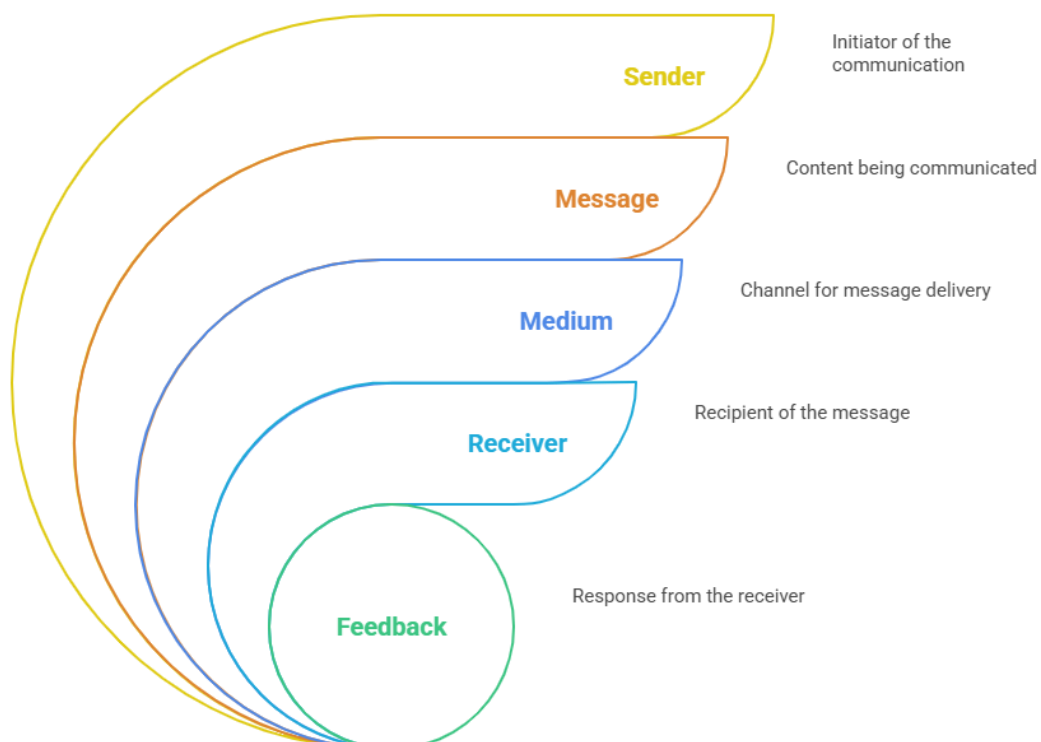 Sender
Initiator of the
communication
Message
Content being communicated
Medium
Channel for message delivery
Receiver
Recipient of the message
Feedback
Response from the receiver